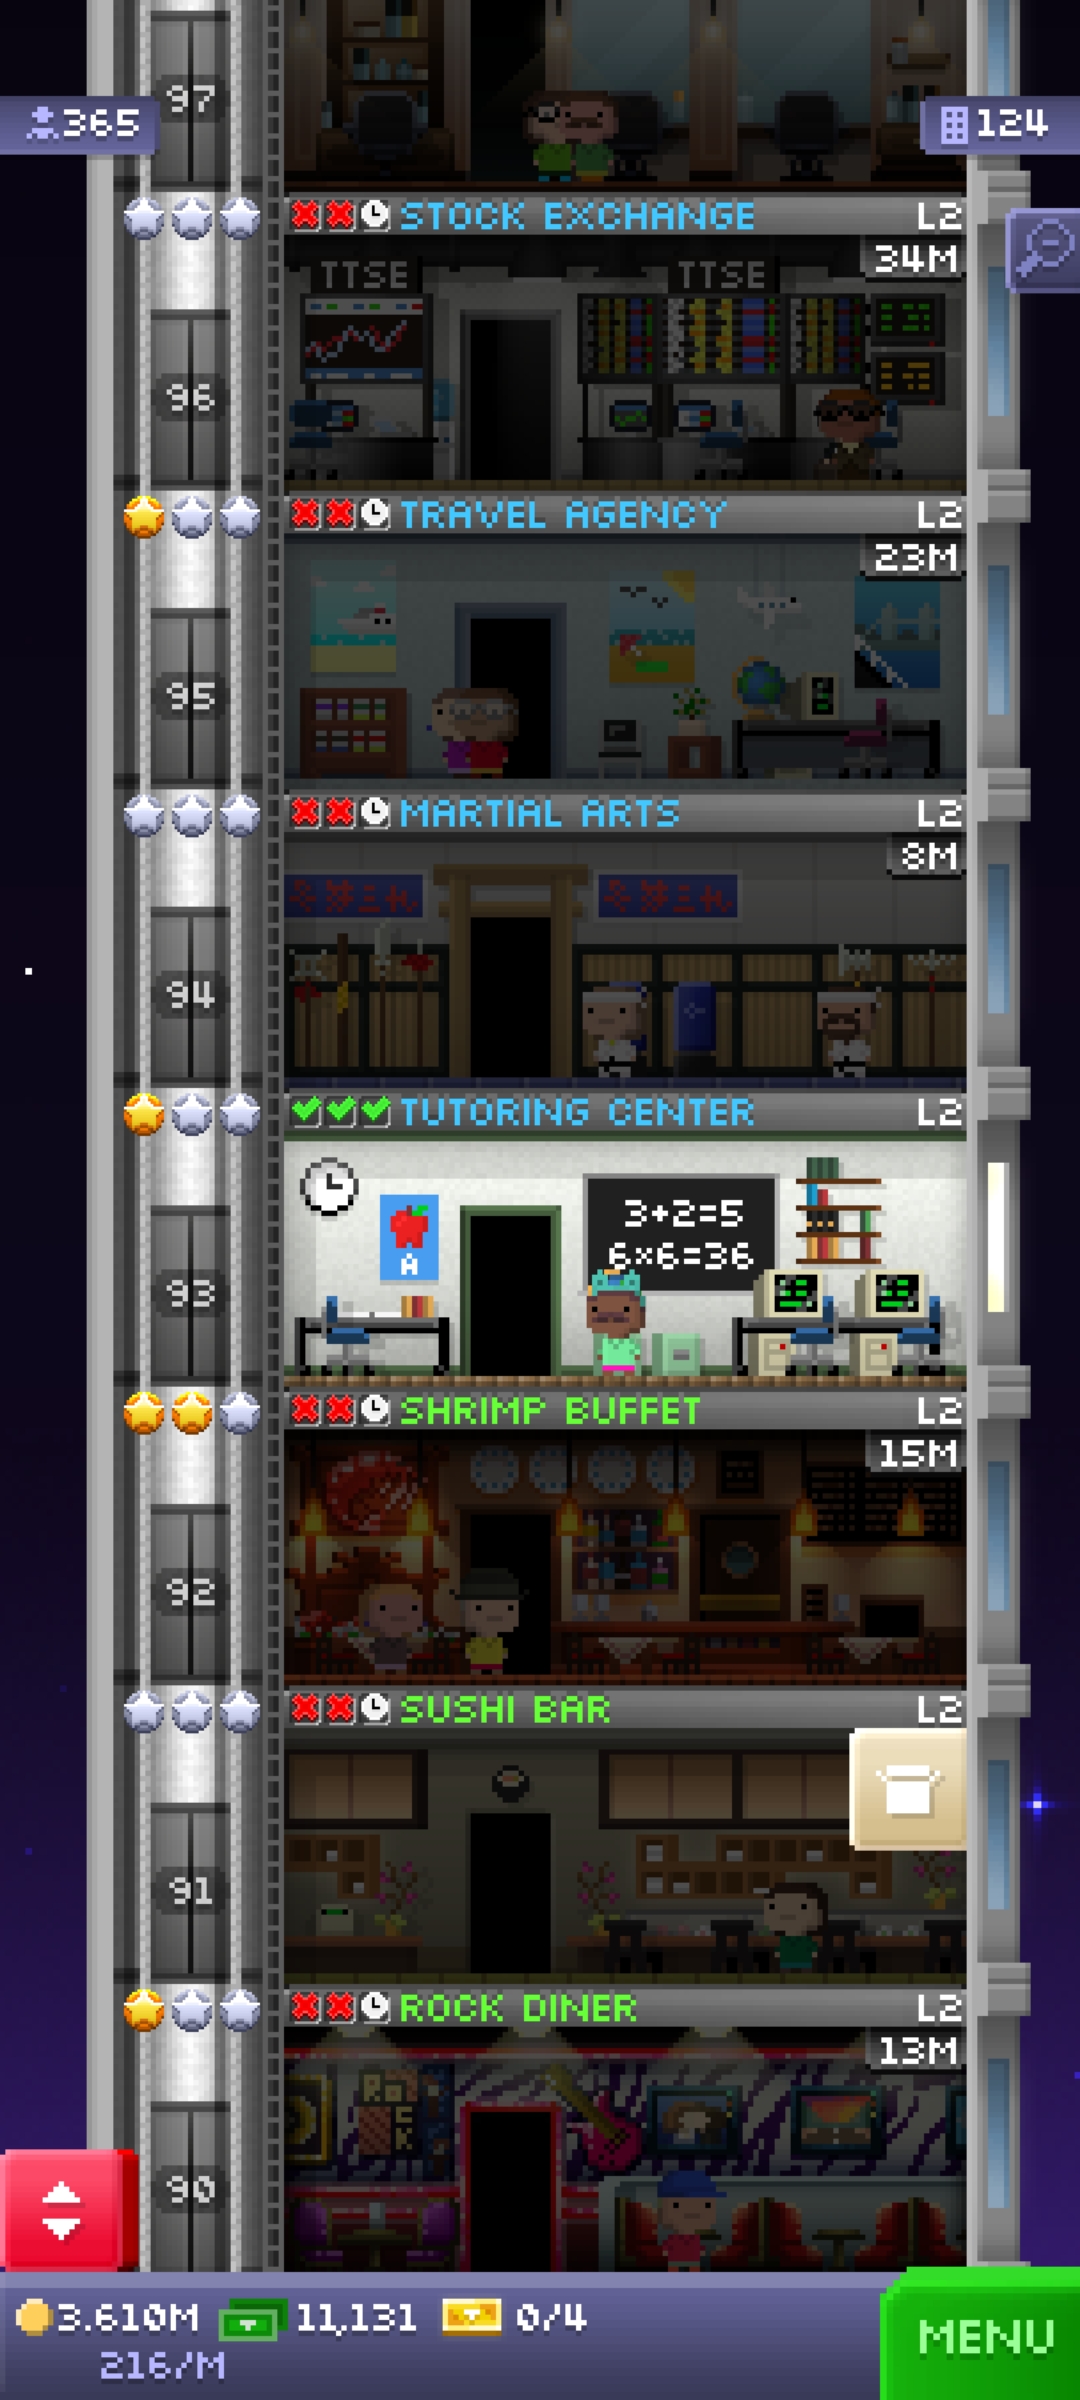 97
365
124
STOCK EXCHANGE L2
34M
TTSE TTSE
96
TRAVEL AGENCY L2
23M
95
MARTIAL ARTS L2
8M
94
TUTORING CENTER L2
3+2=5
6×6=36
A
93
SHRIMP BUFFET L2
15M
92
SUSHI BAR L2
91
ROCK DINER L2
13M
ROCK
90
3.610M 11,131 0/4
216/M
MENU